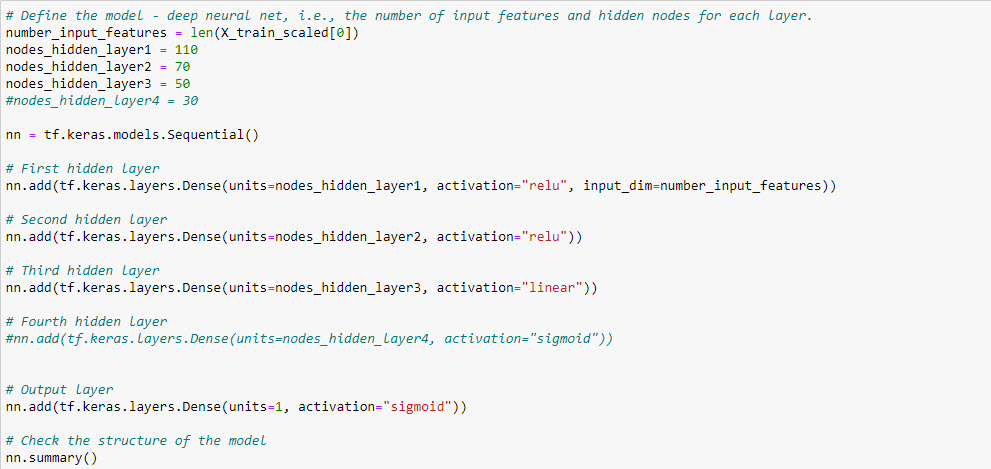 # Define the model - deep neural net, i.e., the number of input features and hidden nodes for each layer.
number_input_features = len(X_train_scaled[0])
nodes_hidden_layer1 = 110
nodes_hidden_layer2 = 70
nodes_hidden_layer3 = 50
#nodes_hidden_layer4 = 30
nn = tf.keras.models.Sequential()
# First hidden layer
nn.add(tf.keras.layers.Dense(units=nodes_hidden_layer1, activation="relu", input_dim=number_input_features))
# Second hidden layer
nn.add(tf.keras.layers.Dense(units=nodes_hidden_layer2, activation="relu"))
# Third hidden layer
nn.add(tf.keras.layers.Dense(units=nodes_hidden_layer3, activation="linear"))
# Fourth hidden layer
#nn.add(tf.keras.layers.Dense(units=nodes_hidden_layer4, activation="sigmoid"))
# Output layer
nn.add(tf.keras.layers.Dense(units=1, activation="sigmoid"))
# Check the structure of the model
nn.summary()